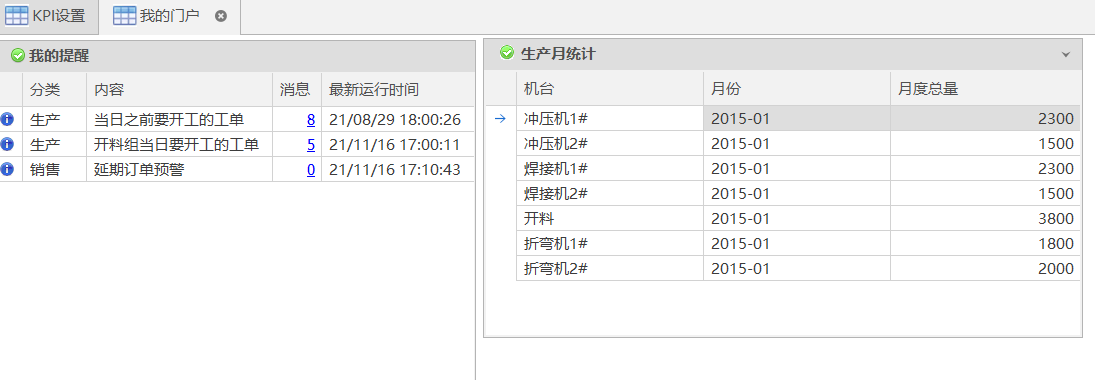 KPI设置 我的门户
我的提醒
分类 内容 消息 最新运行时间
生产 当日之前要开工的工单 8 21/08/29 18:00:26
生产 开料组当日要开工的工单 5 21/11/16 17:00:11
销售 延期订单预警 0 21/11/16 17:10:43
生产月统计
机台 月份 月度总量
冲压机1# 2015-01 2300
冲压机2# 2015-01 1500
焊接机1# 2015-01 2300
焊接机2# 2015-01 1500
开料 2015-01 3800
折弯机1# 2015-01 1800
折弯机2# 2015-01 2000